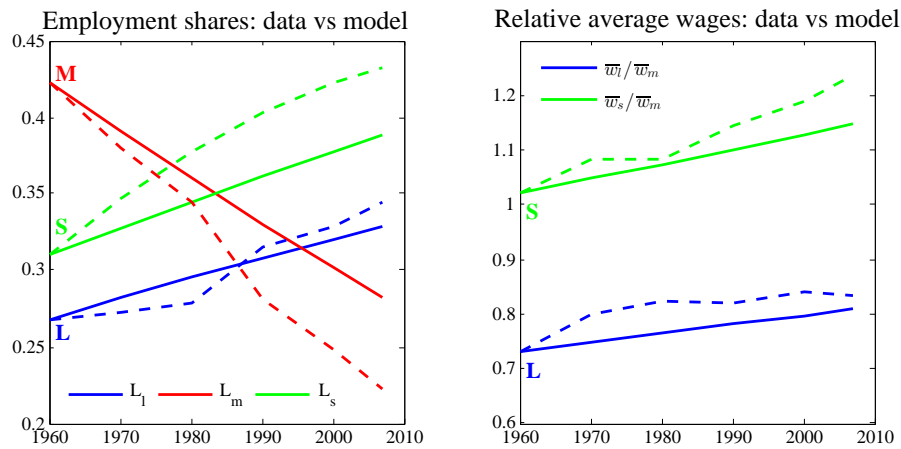 Employment shares: data vs model
0.45
0.4
0.35
0.3
0.25
0.2
M
S
L
L_l L_m L_s
1960 1970 1980 1990 2000 2010
Relative average wages: data vs model
1.2
1.1
1
0.9
0.8
0.7
0.6
w̅_l/w̅_m
w̅_s/w̅_m
S
L
1960 1970 1980 1990 2000 2010